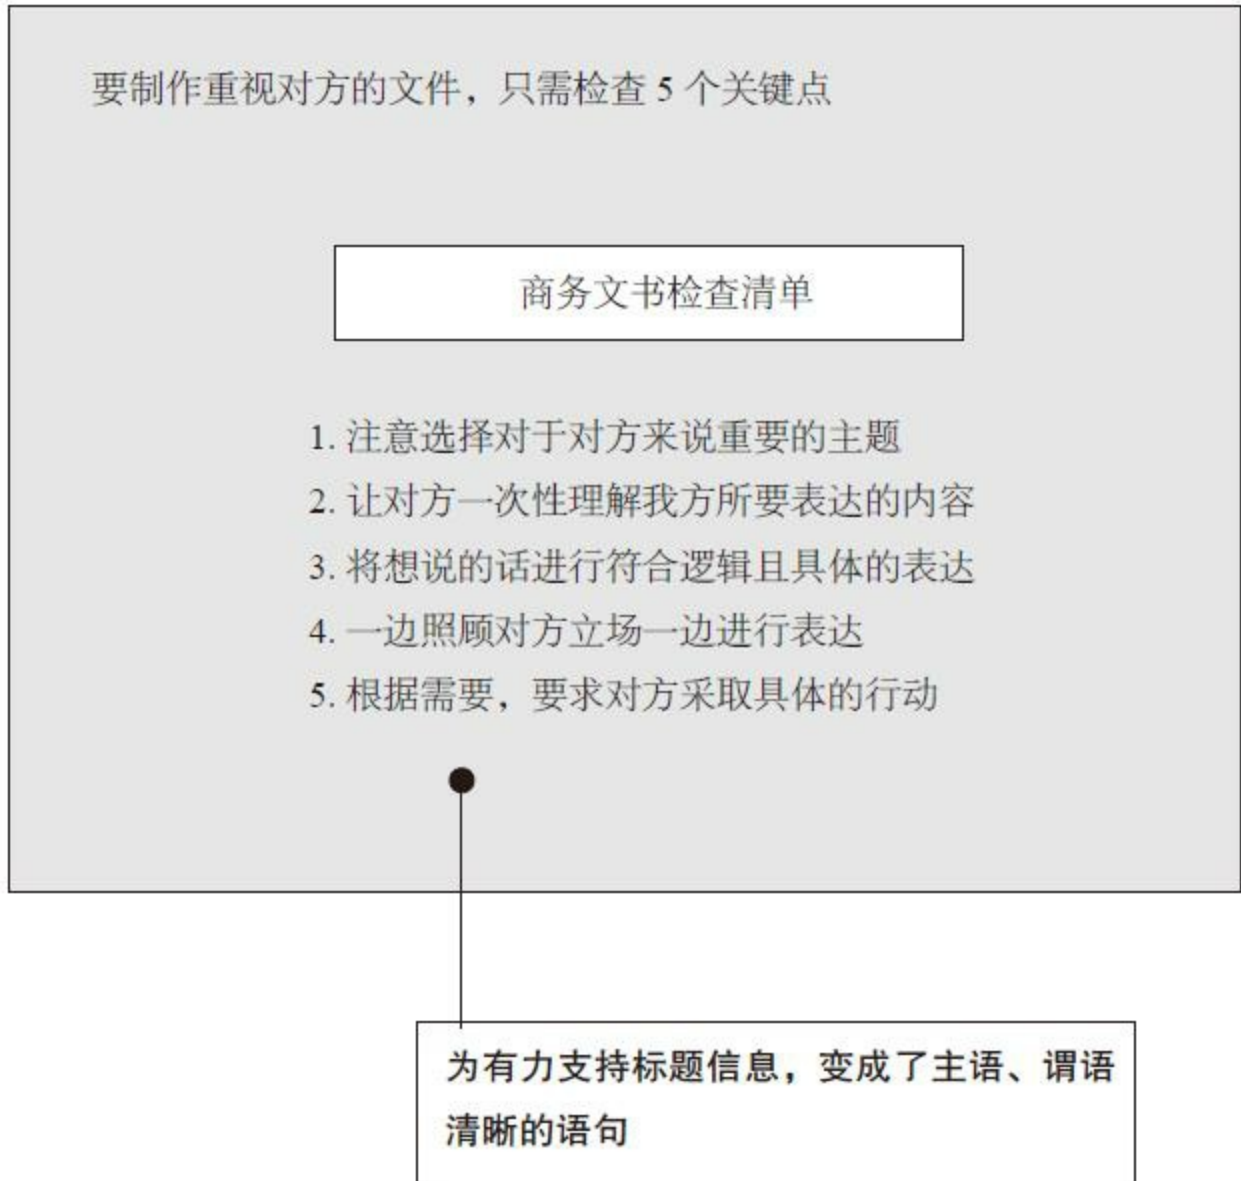 要制作重视对方的文件，只需检查 5 个关键点
商务文书检查清单
1. 注意选择对于对方来说重要的主题
2. 让对方一次性理解我方所要表达的内容
3. 将想说的话进行符合逻辑且具体的表达
4. 一边照顾对方立场一边进行表达
5. 根据需要，要求对方采取具体的行动
为有力支持标题信息，变成了主语、谓语
清晰的语句